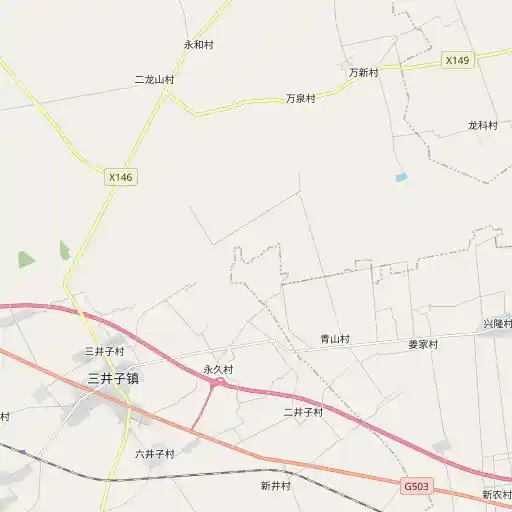 永和村
X149
万新村
二龙山村
万泉村
龙科村
X146
兴隆村
青山村
姜家村
三井子村
永久村
三井子镇
二井子村
村
六井子村
新井村
G503
新农村